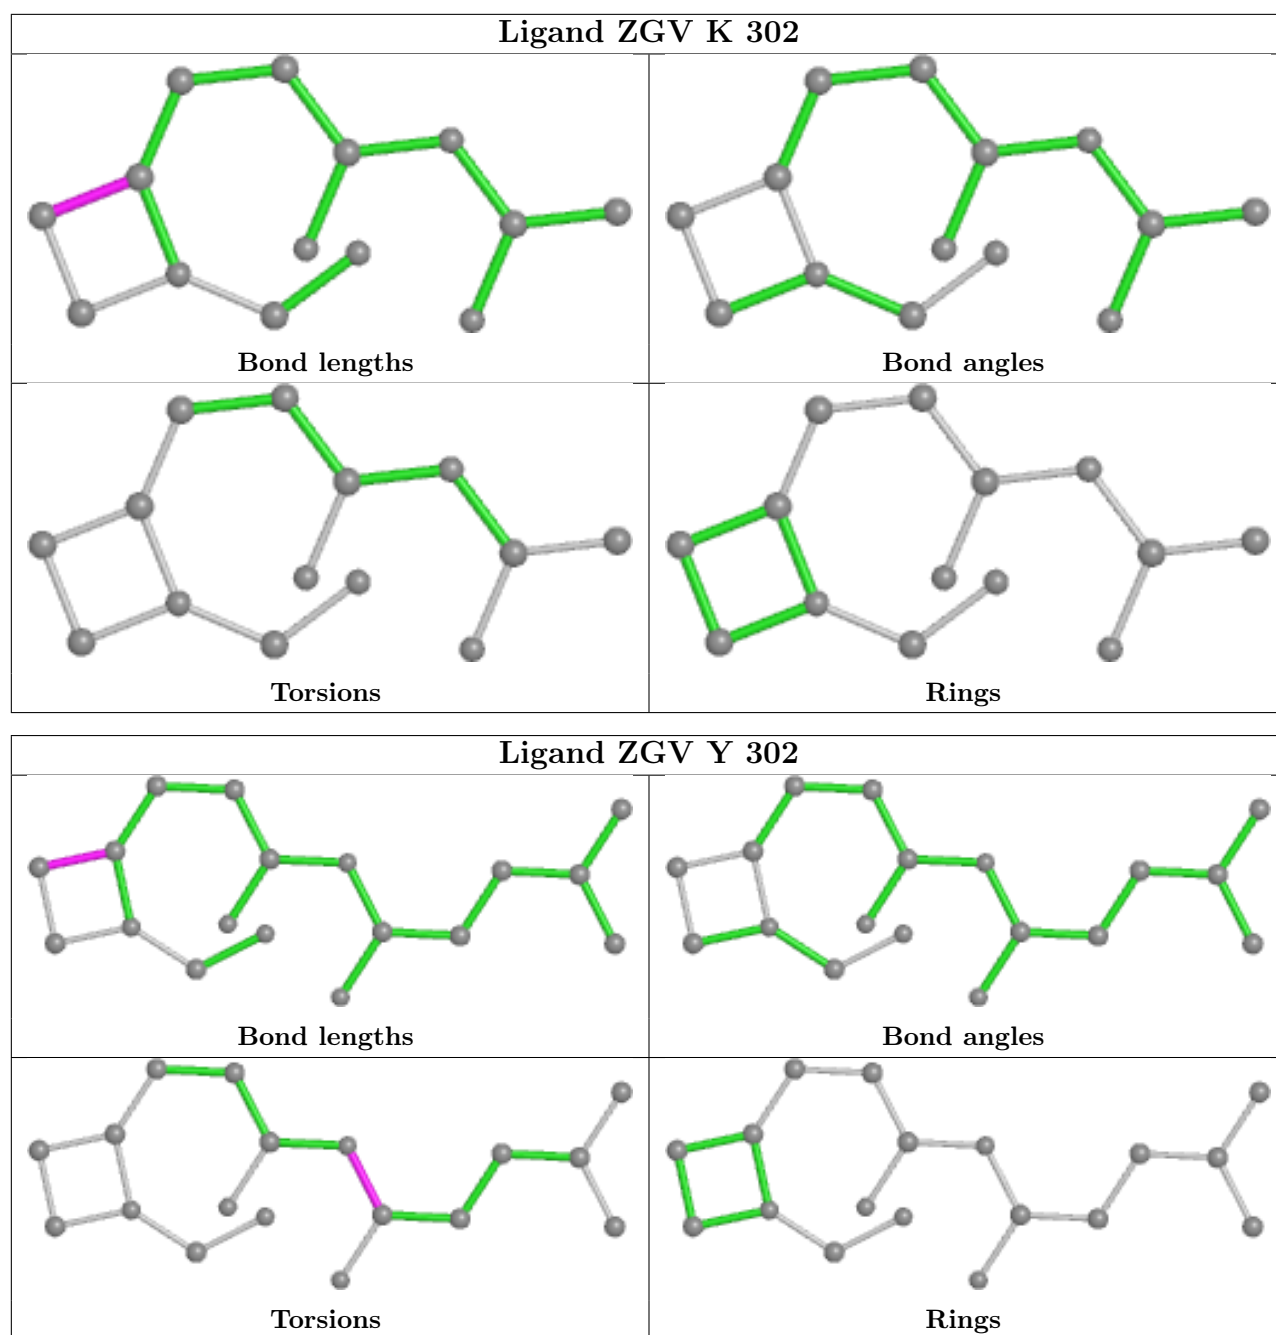 Ligand ZGV K 302
Bond lengths
Bond angles
Torsions
Rings
Ligand ZGV Y 302
Bond lengths
Bond angles
Torsions
Rings